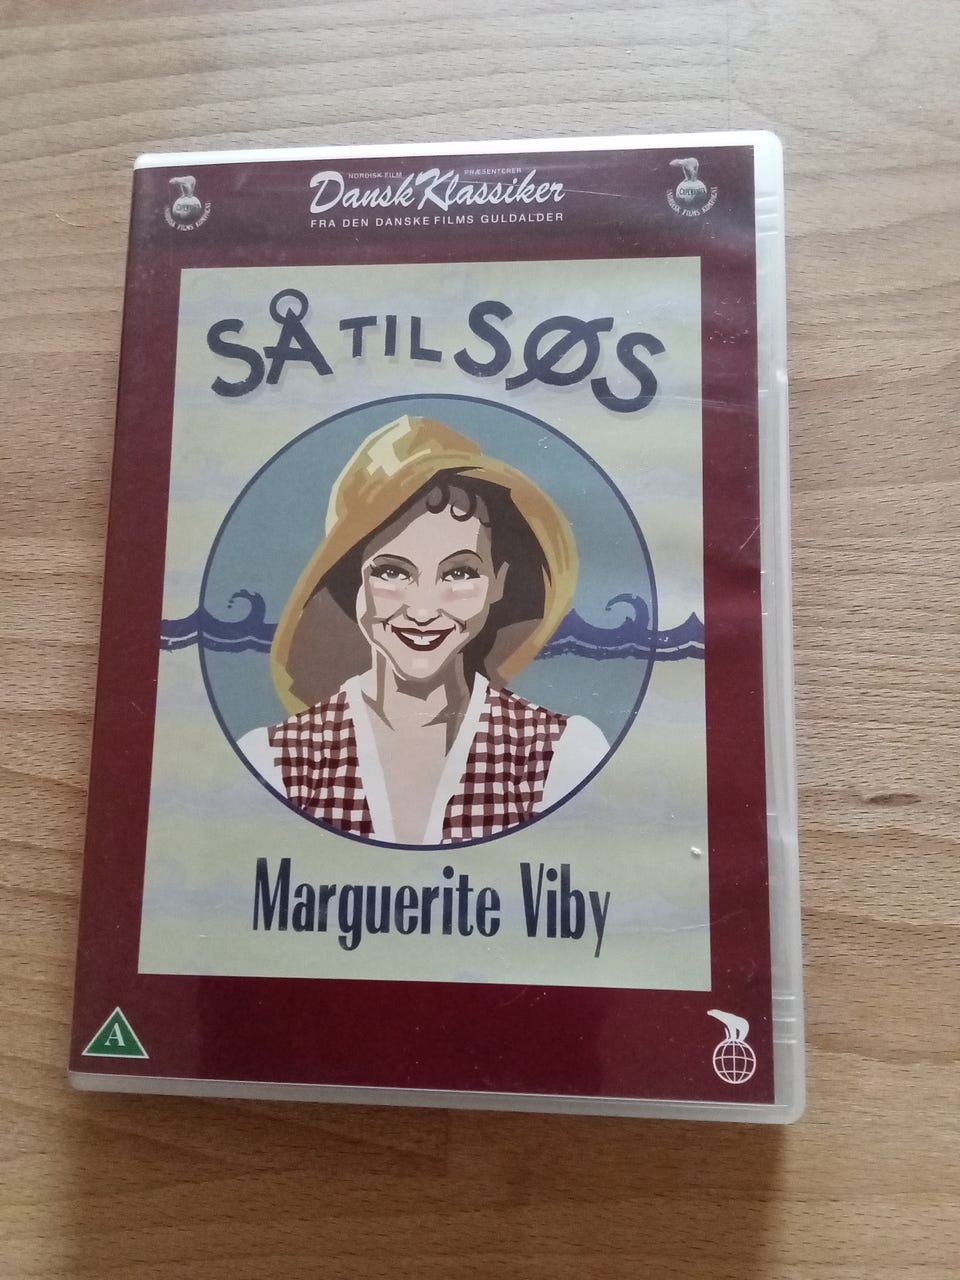 NORDISK FILM PRÆSENTERER
Dansk Klassiker
FRA DEN DANSKE FILMS GULDALDER
SÅ TIL SØS
Marguerite Viby
A